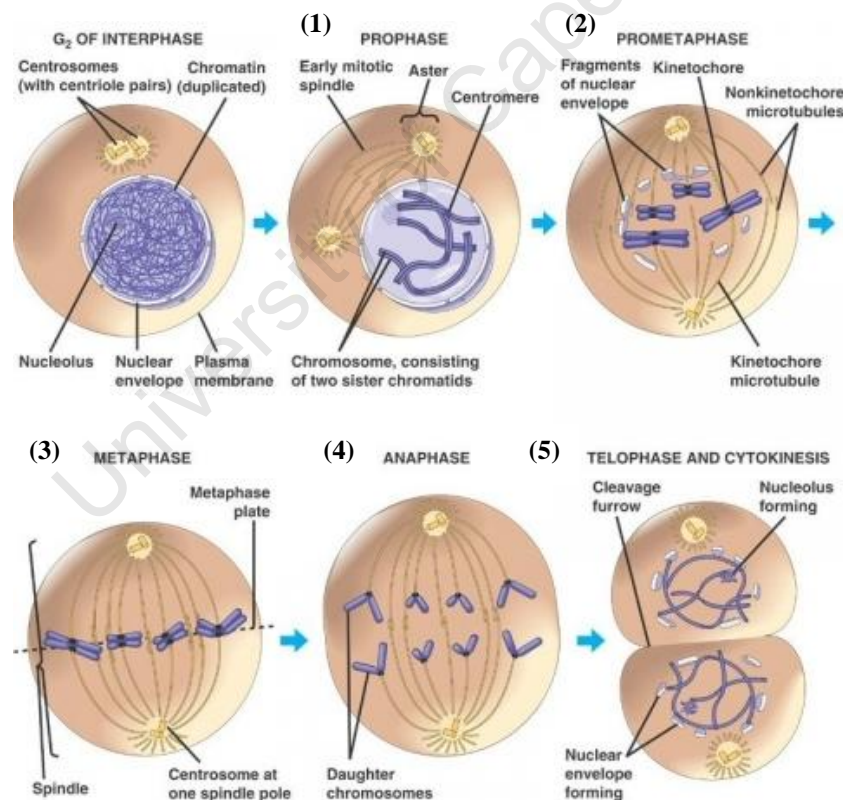 (1)
(2)
G₂ OF INTERPHASE
PROPHASE
PROMETAPHASE
Centrosomes
(with centriole pairs)
Chromatin
(duplicated)
Early mitotic
spindle
Aster
Centromere
Fragments
of nuclear
envelope
Kinetochore
Nonkinetochore
microtubules
Nucleolus
Nuclear
envelope
Plasma
membrane
Chromosome, consisting
of two sister chromatids
Kinetochore
microtubule
(3)
METAPHASE
(4)
ANAPHASE
(5)
TELOPHASE AND CYTOKINESIS
Metaphase
plate
Cleavage
furrow
Nucleolus
forming
Spindle
Centrosome at
one spindle pole
Daughter
chromosomes
Nuclear
envelope
forming
University of Cape